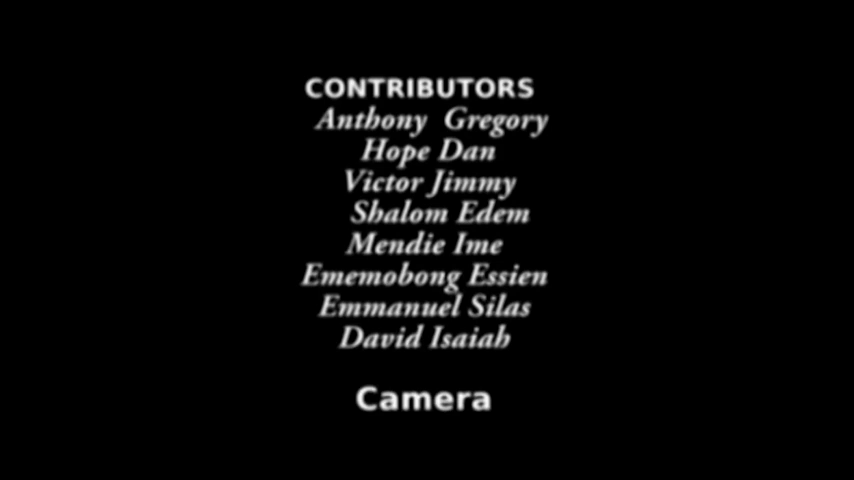 CONTRIBUTORS
Anthony Gregory
Hope Dan
Victor Jimmy
Shalom Edem
Mendie Ime
Ememobong Essien
Emmanuel Silas
David Isaiah
Camera